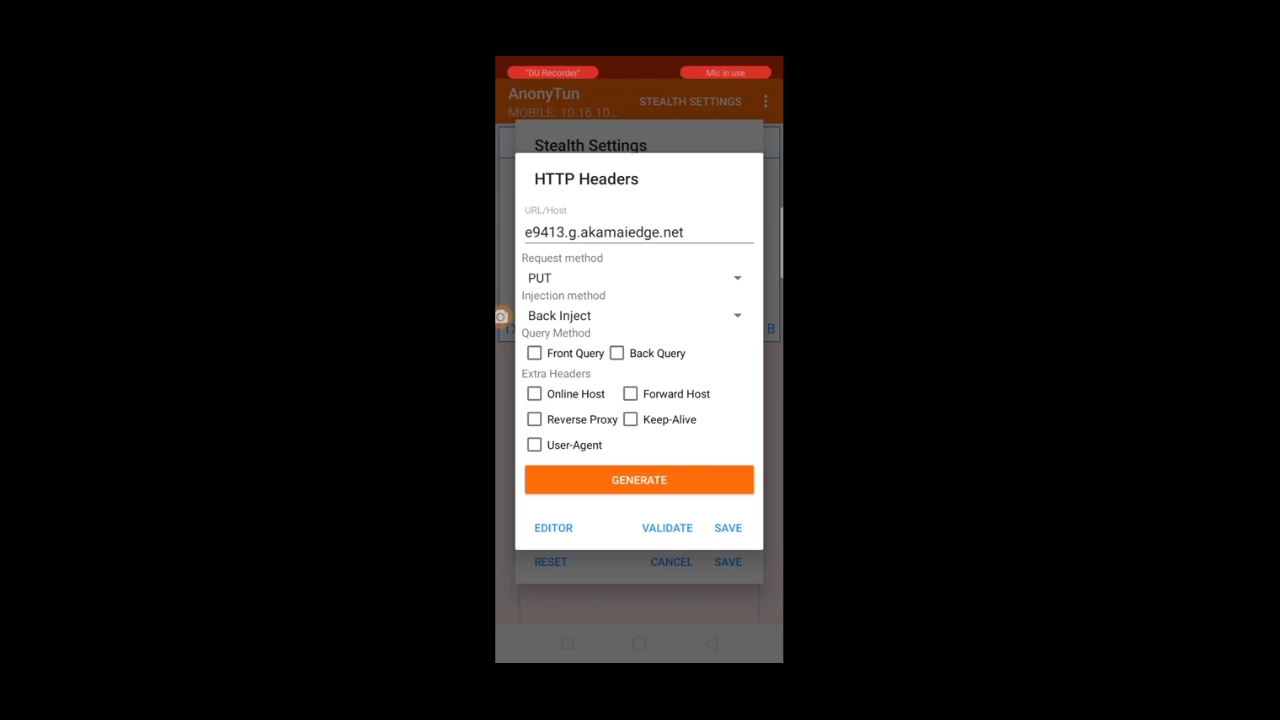 "DU Recorder" Mic in use
AnonyTun STEALTH SETTINGS
MOBILE: 10.16.10...
Stealth Settings
HTTP Headers
URL/Host
e9413.g.akamaiedge.net
Request method
PUT
Injection method
Back Inject
B
Query Method
Front Query Back Query
Extra Headers
Online Host Forward Host
Reverse Proxy Keep-Alive
User-Agent
GENERATE
EDITOR VALIDATE SAVE
RESET CANCEL SAVE